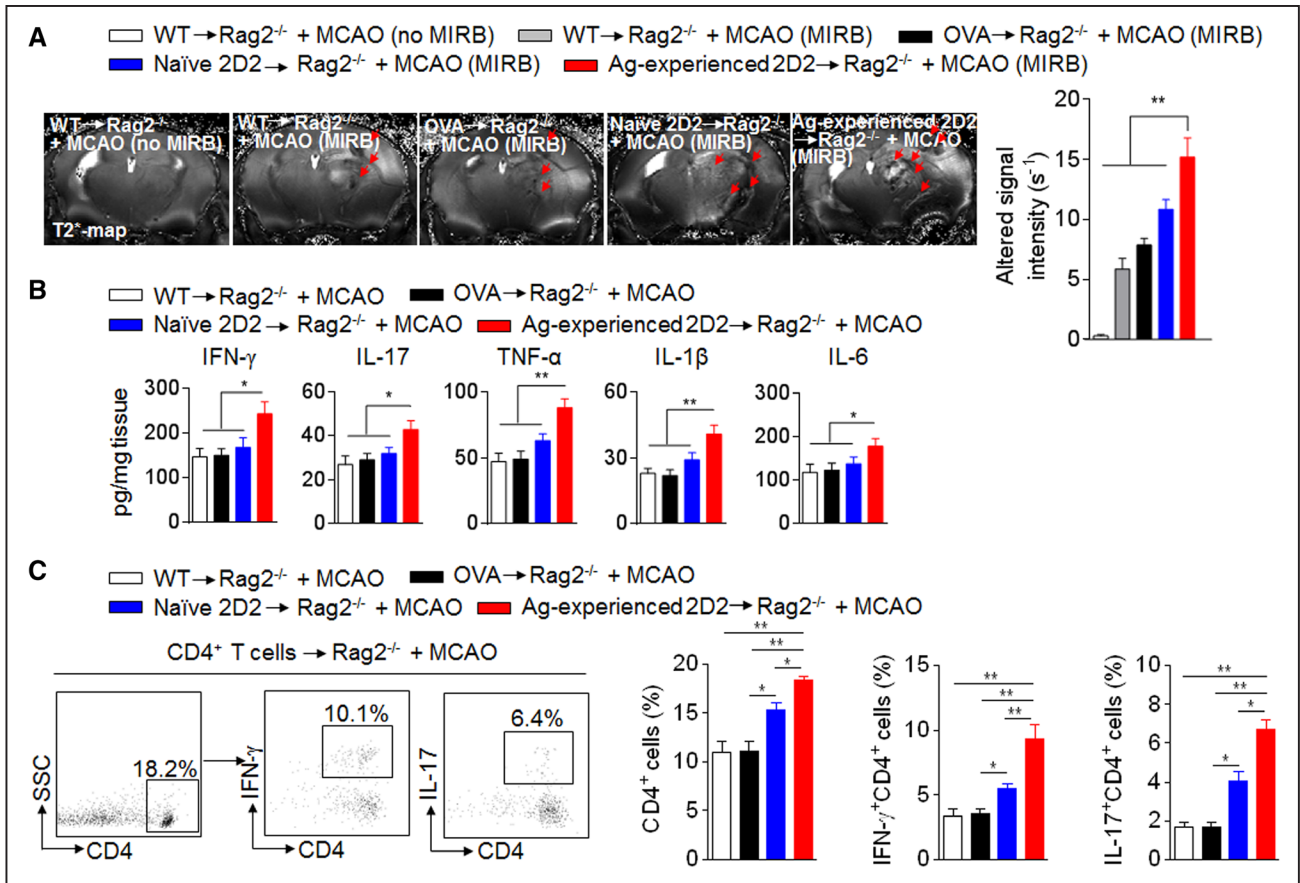 A
WT→Rag2-/- + MCAO (no MIRB) WT→Rag2-/- + MCAO (MIRB) OVA→Rag2-/- + MCAO (MIRB)
Naïve 2D2→ Rag2-/- + MCAO (MIRB) Ag-experienced 2D2→Rag2-/- + MCAO (MIRB)
WT→Rag2-/-
+ MCAO (no MIRB)
T2*-map
WT→Rag2-/-
+ MCAO (MIRB)
OVA→Rag2-/-
+ MCAO (MIRB)
Naïve 2D2→Rag2-/-
+ MCAO (MIRB)
Ag-experienced 2D2
→Rag2-/- + MCAO
(MIRB)
Altered signal
intensity (s-1)
20
15
10
5
0
**
B
WT→Rag2-/- + MCAO OVA→Rag2-/- + MCAO
Naïve 2D2→ Rag2-/- + MCAO Ag-experienced 2D2→Rag2-/- + MCAO
pg/mg tissue
IFN-γ
300
200
100
0
*
IL-17
60
40
20
0
*
TNF-α
100
50
0
**
IL-1β
60
30
0
**
IL-6
300
200
100
0
*
C
WT→Rag2-/- + MCAO OVA→Rag2-/- + MCAO
Naïve 2D2→ Rag2-/- + MCAO Ag-experienced 2D2→Rag2-/- + MCAO
CD4+ T cells → Rag2-/- + MCAO
SSC
18.2%
CD4
IFN-γ
10.1%
CD4
IL-17
6.4%
CD4
CD4+ cells (%)
20
15
10
5
0
**
**
*
*
IFN-γ+CD4+ cells (%)
15
10
5
0
**
**
**
*
IL-17+CD4+ cells (%)
10
8
6
4
2
0
**
**
*
*